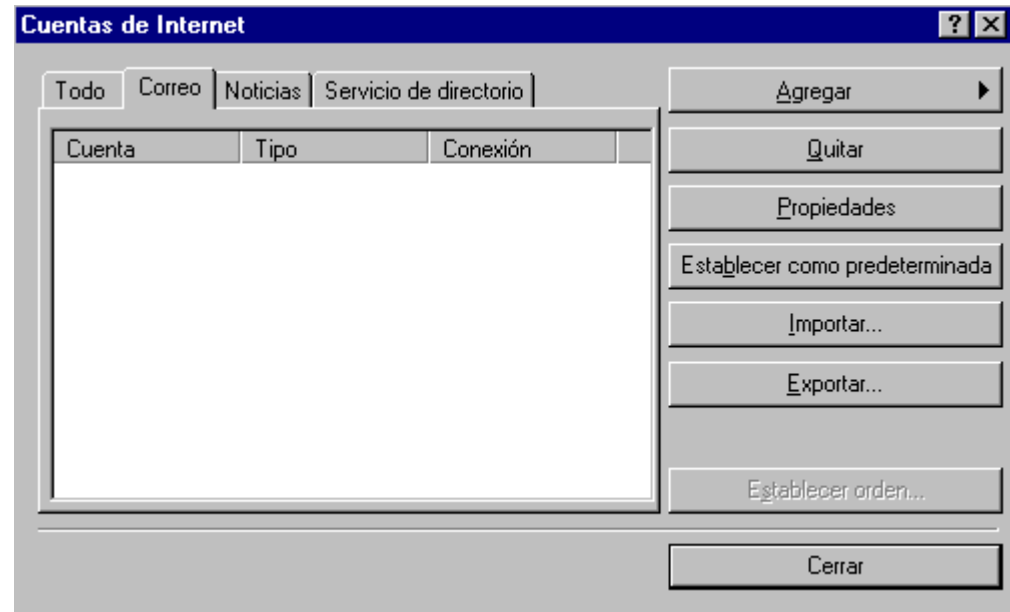 Cuentas de Internet
Todo Correo Noticias Servicio de directorio
Cuenta Tipo Conexión
Agregar
Quitar
Propiedades
Establecer como predeterminada
Importar...
Exportar...
Establecer orden...
Cerrar